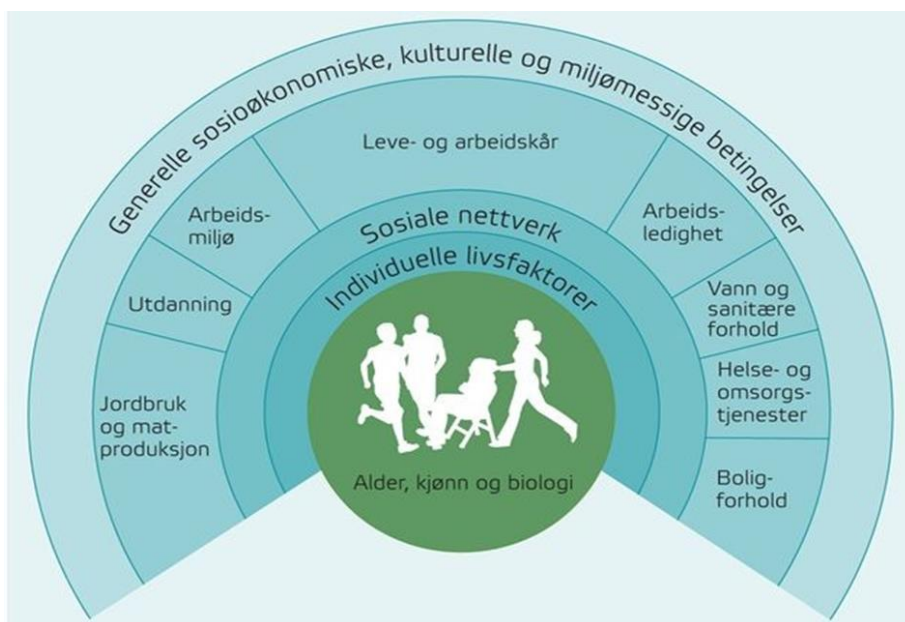 Generelle sosioøkonomiske, kulturelle og miljømessige betingelser
Leve- og arbeidskår
Arbeids-
miljø
Utdanning
Jordbruk
og mat-
produksjon
Arbeids-
ledighet
Vann og
sanitære
forhold
Helse- og
omsorgs-
tjenester
Bolig-
forhold
Sosiale nettverk
Individuelle livsfaktorer
Alder, kjønn og biologi